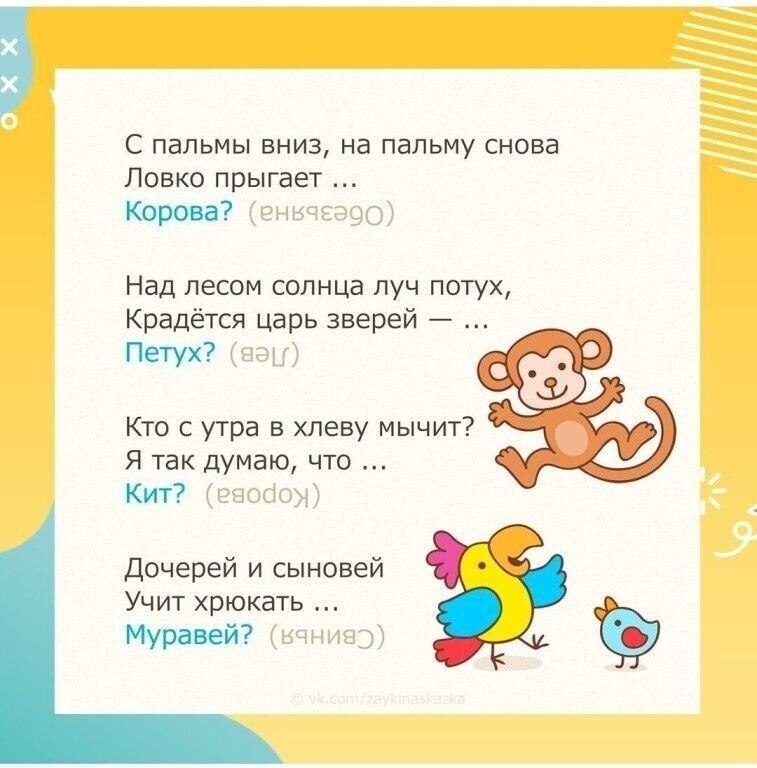 С пальмы вниз, на пальму снова
Ловко прыгает ...
Корова? (Обезьяна)
Над лесом солнца луч потух,
Крадётся царь зверей — ...
Петух? (Лев)
Кто с утра в хлеву мычит?
Я так думаю, что ...
Кит? (Корова)
Дочерей и сыновей
Учит хрюкать ...
Муравей? (Свинья)
© vk.com/zaykinaskazka